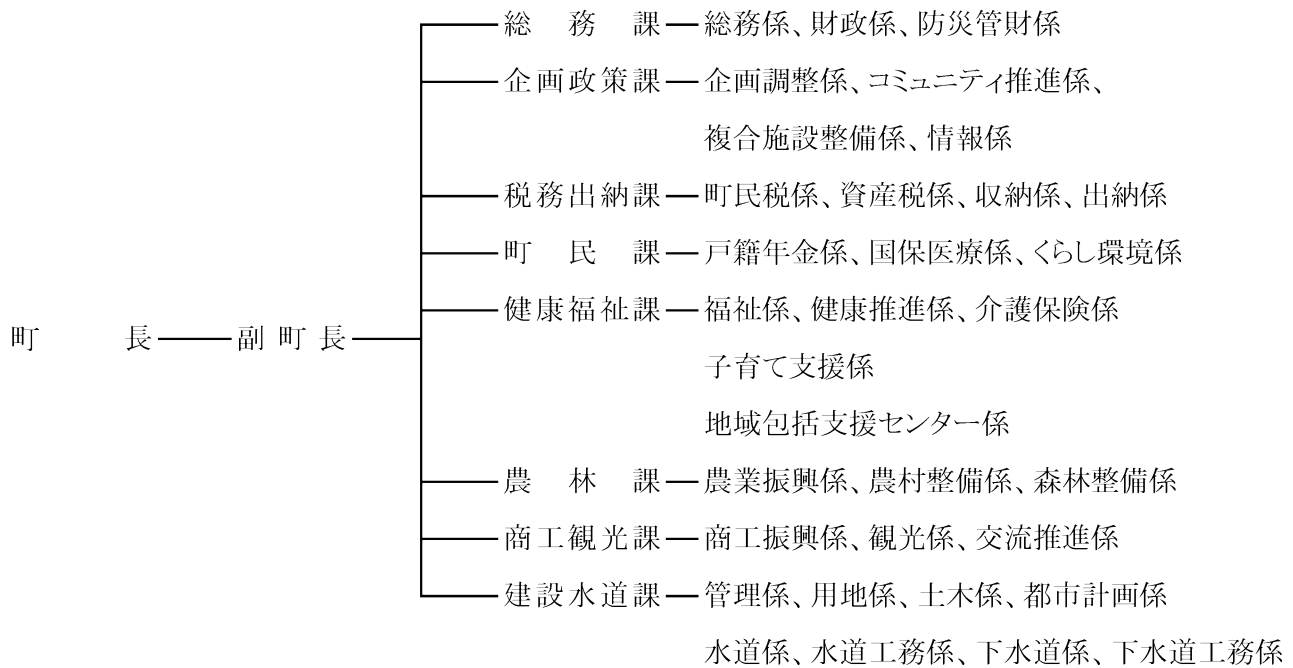 総務課 総務係、財政係、防災管財係
企画政策課 企画調整係、コミュニティ推進係、
複合施設整備係、情報係
税務出納課 町民税係、資産税係、収納係、出納係
町民課 戸籍年金係、国保医療係、くらし環境係
健康福祉課 福祉係、健康推進係、介護保険係
町長 副町長
子育て支援係
地域包括支援センター係
農林課 農業振興係、農村整備係、森林整備係
商工観光課 商工振興係、観光係、交流推進係
建設水道課 管理係、用地係、土木係、都市計画係
水道係、水道工務係、下水道係、下水道工務係